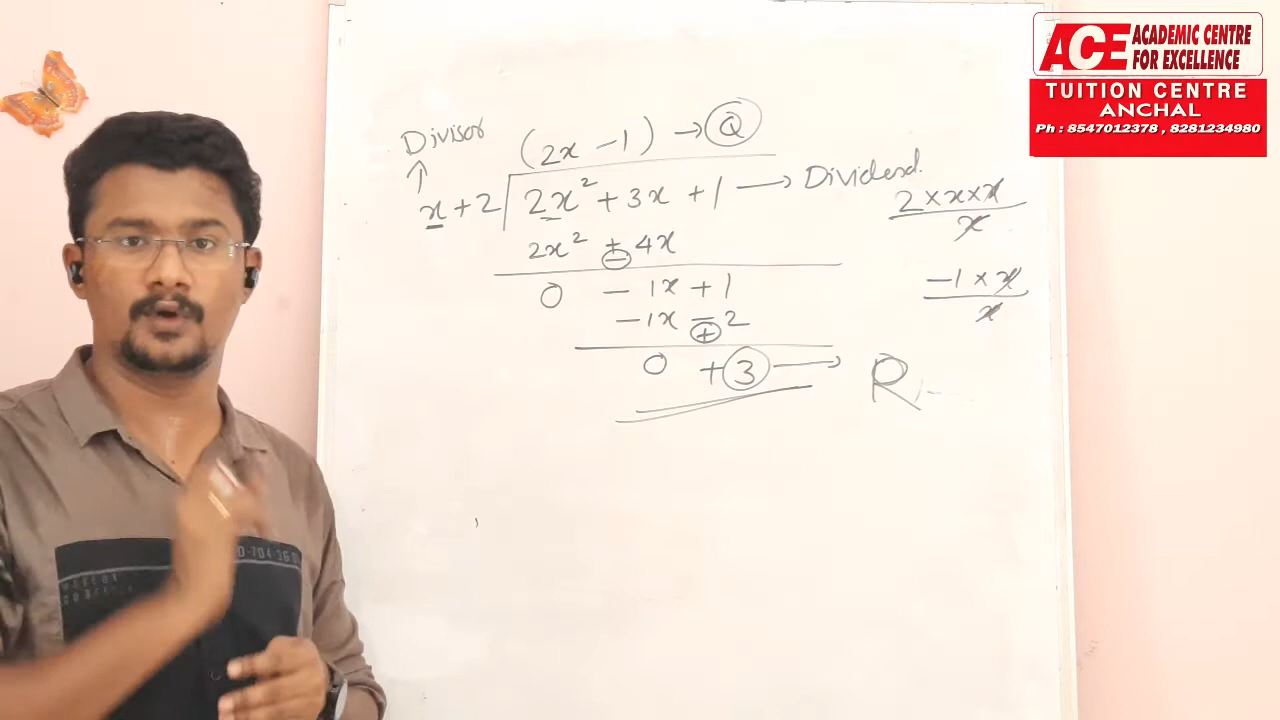 ACE ACADEMIC CENTRE
FOR EXCELLENCE
TUITION CENTRE
ANCHAL
Ph : 8547012378 , 8281234980
Divisor
(2x - 1) → Q
x + 2 2x² + 3x + 1 → Dividend.
2x² + 4x
−
0 - 1x + 1
- 1x - 2
+
0 + 3 → R
2 × x × x
x
-1 × x
x